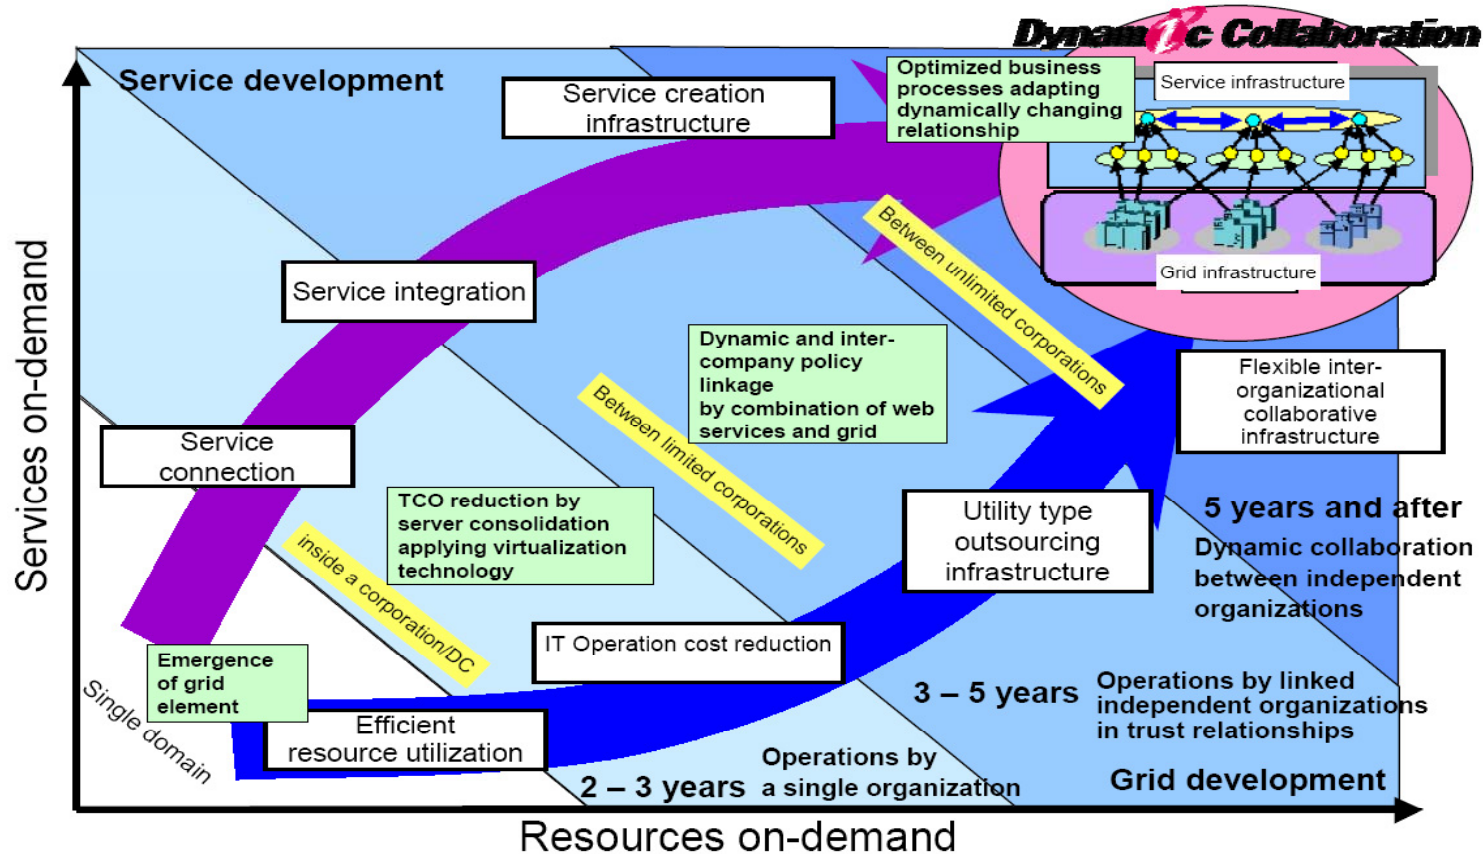 Dynamic Collaboration
Service development
Service creation
infrastructure
Optimized business
processes adapting
dynamically changing
relationship
Service infrastructure
Grid infrastructure
Service integration
Between unlimited corporations
Dynamic and inter-
company policy
linkage
by combination of web
services and grid
Between limited corporations
Flexible inter-
organizational
collaborative
infrastructure
Service
connection
TCO reduction by
server consolidation
applying virtualization
technology
inside a corporation/DC
Utility type
outsourcing
infrastructure
5 years and after
Dynamic collaboration
between independent
organizations
IT Operation cost reduction
Emergence
of grid
element
Single domain
Efficient
resource utilization
3 – 5 years
Operations by linked
independent organizations
in trust relationships
2 – 3 years
Operations by
a single organization
Grid development
Services on-demand
Resources on-demand